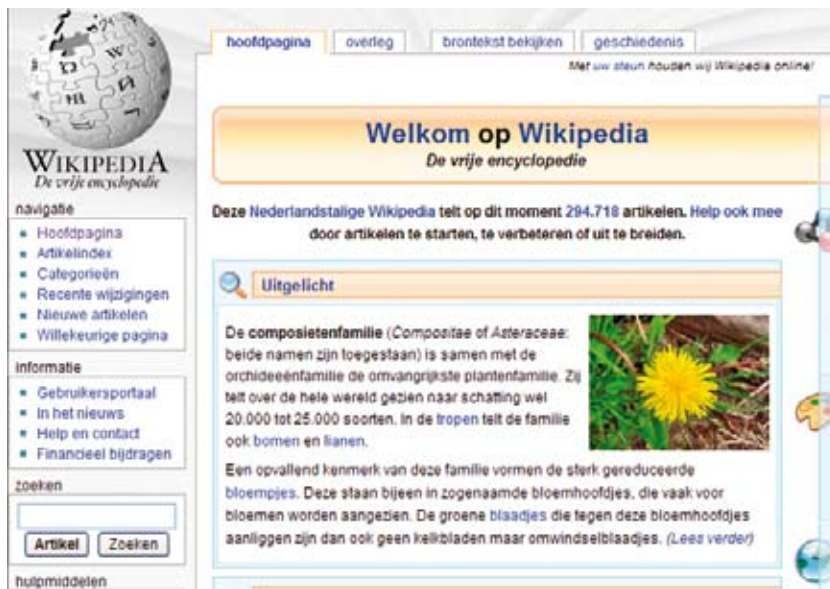 hoofdpagina overleg brontekst bekijken geschiedenis
Met uw steun houden wij Wikipedia online!
WIKIPEDIA
De vrije encyclopedie
navigatie
Hoofdpagina
Artikelindex
Categorieën
Recente wijzigingen
Nieuwe artikelen
Willekeurige pagina
informatie
Gebruikersportaal
In het nieuws
Help en contact
Financieel bijdragen
zoeken
Artikel Zoeken
hulpmiddelen
Welkom op Wikipedia
De vrije encyclopedie
Deze Nederlandstalige Wikipedia telt op dit moment 294.718 artikelen. Help ook mee
door artikelen te starten, te verbeteren of uit te breiden.
Uitgelicht
De composietenfamilie (Compositae of Asteraceae:
beide namen zijn toegestaan) is samen met de
orchideeënfamilie de omvangrijkste plantenfamilie. Zij
telt over de hele wereld gezien naar schatting wel
20.000 tot 25.000 soorten. In de tropen telt de familie
ook bomen en lianen.
Een opvallend kenmerk van deze familie vormen de sterk gereduceerde
bloempjes. Deze staan bijeen in zogenaamde bloemhoofdjes, die vaak voor
bloemen worden aangezien. De groene blaadjes die tegen deze bloemhoofdjes
aanliggen zijn dan ook geen kelkbladen maar omwindselblaadjes. (Lees verder)